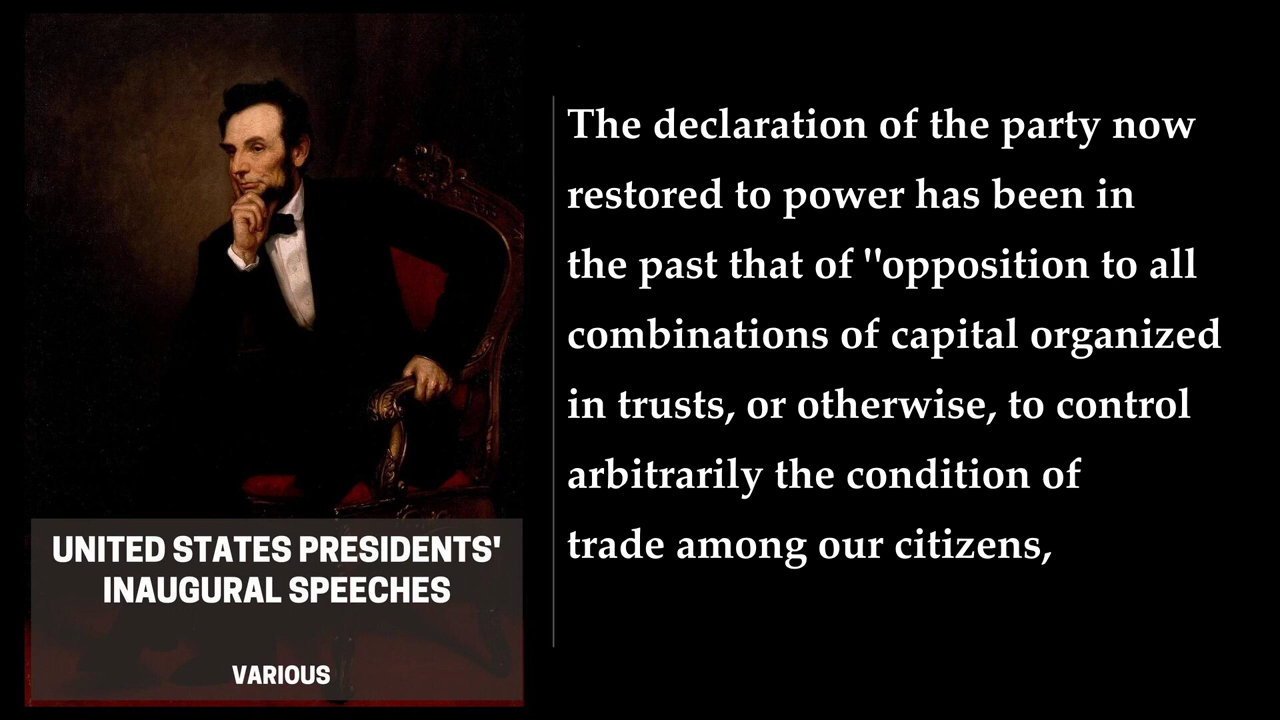 The declaration of the party now
restored to power has been in
the past that of "opposition to all
combinations of capital organized
in trusts, or otherwise, to control
arbitrarily the condition of
trade among our citizens,
UNITED STATES PRESIDENTS'
INAUGURAL SPEECHES
VARIOUS